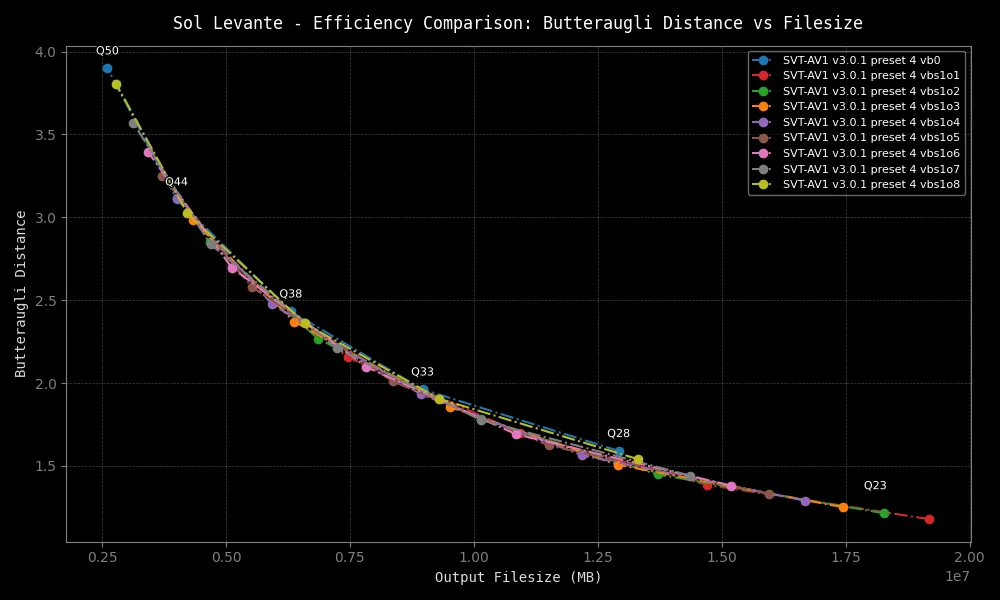 Sol Levante - Efficiency Comparison: Butteraugli Distance vs Filesize
SVT-AV1 v3.0.1 preset 4 vb0
SVT-AV1 v3.0.1 preset 4 vbs1o1
SVT-AV1 v3.0.1 preset 4 vbs1o2
SVT-AV1 v3.0.1 preset 4 vbs1o3
SVT-AV1 v3.0.1 preset 4 vbs1o4
SVT-AV1 v3.0.1 preset 4 vbs1o5
SVT-AV1 v3.0.1 preset 4 vbs1o6
SVT-AV1 v3.0.1 preset 4 vbs1o7
SVT-AV1 v3.0.1 preset 4 vbs1o8
Q50
Q44
Q38
Q33
Q28
Q23
Butteraugli Distance
4.0
3.5
3.0
2.5
2.0
1.5
0.25
0.50
0.75
1.00
1.25
1.50
1.75
2.00
1e7
Output Filesize (MB)